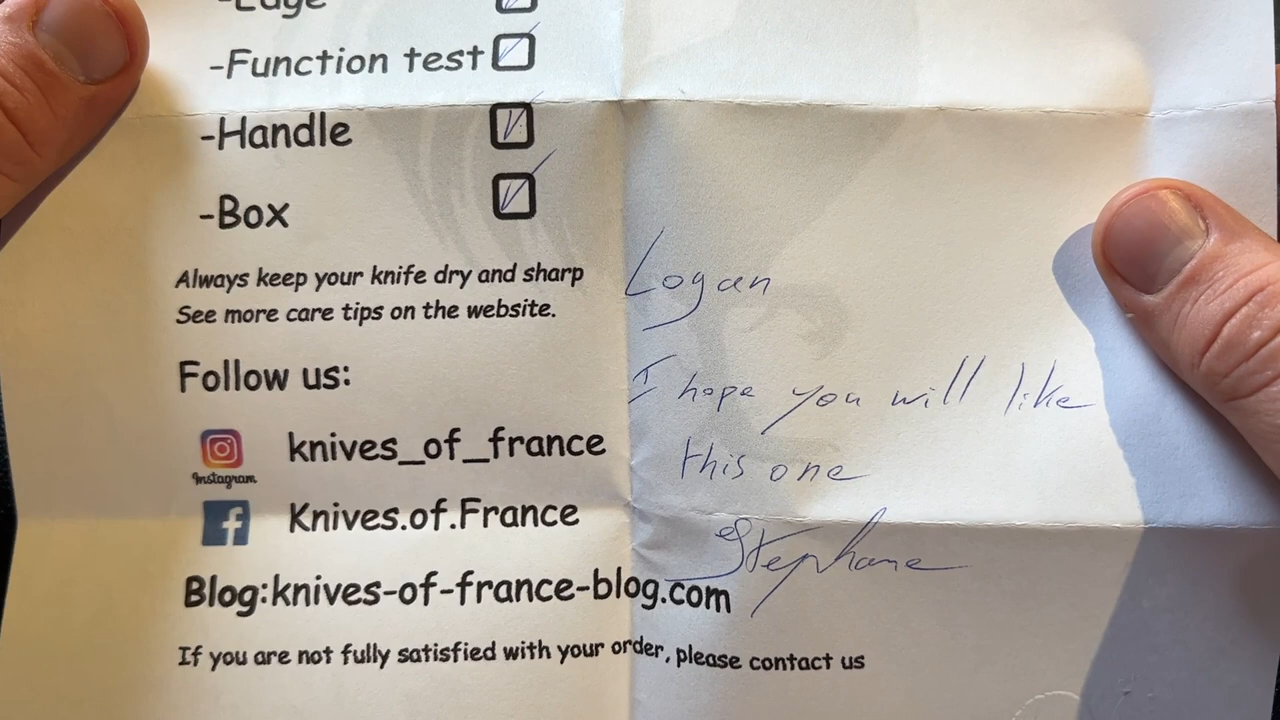 -Edge
-Function test
-Handle
-Box
Always keep your knife dry and sharp
See more care tips on the website.
Follow us:
Instagram
knives_of_france
f
Knives.of.France
Blog:knives-of-france-blog.com
If you are not fully satisfied with your order, please contact us
Logan
I hope you will like
this one
Stephane